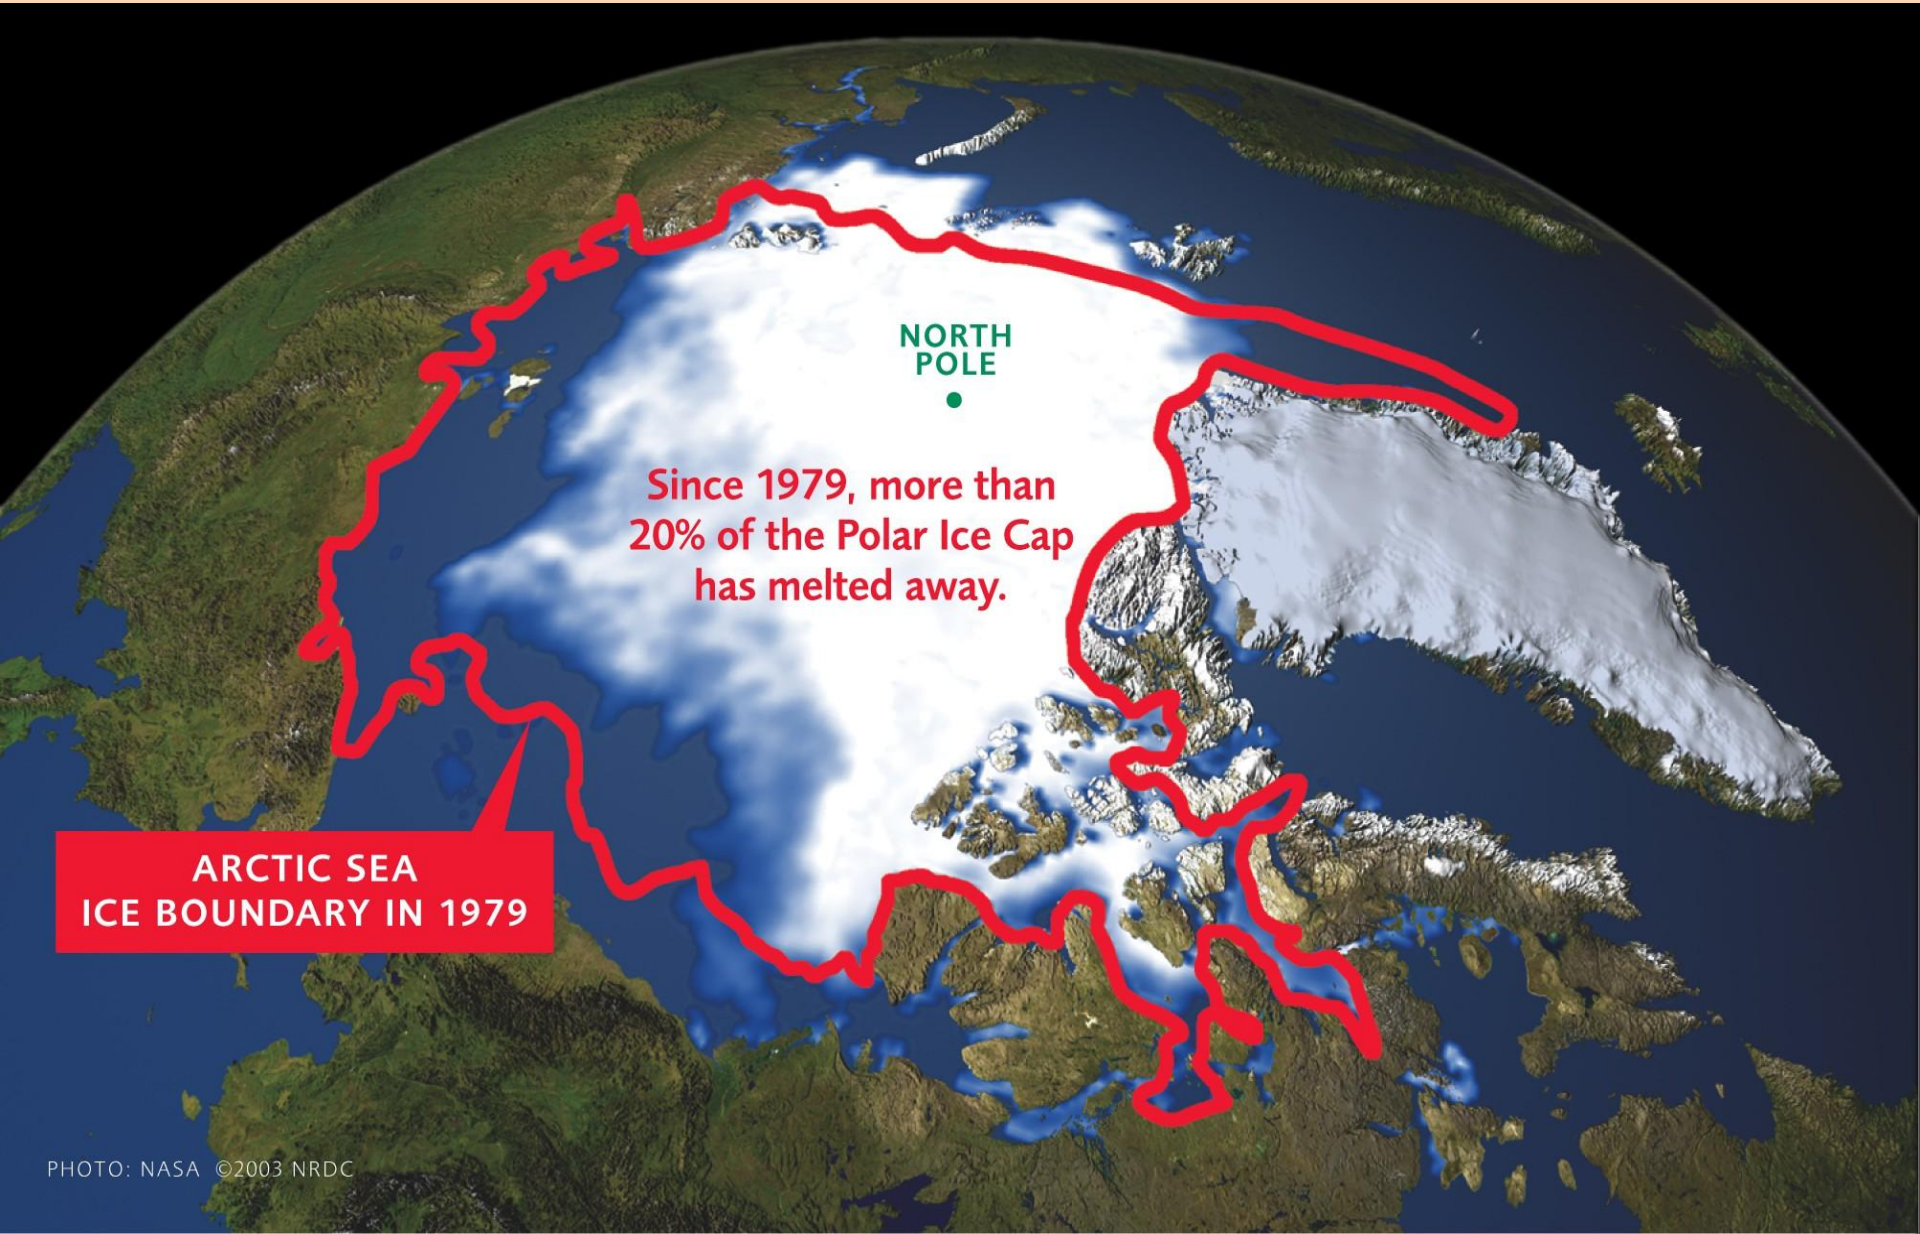 NORTH
POLE
Since 1979, more than
20% of the Polar Ice Cap
has melted away.
ARCTIC SEA
ICE BOUNDARY IN 1979
PHOTO: NASA ©2003 NRDC